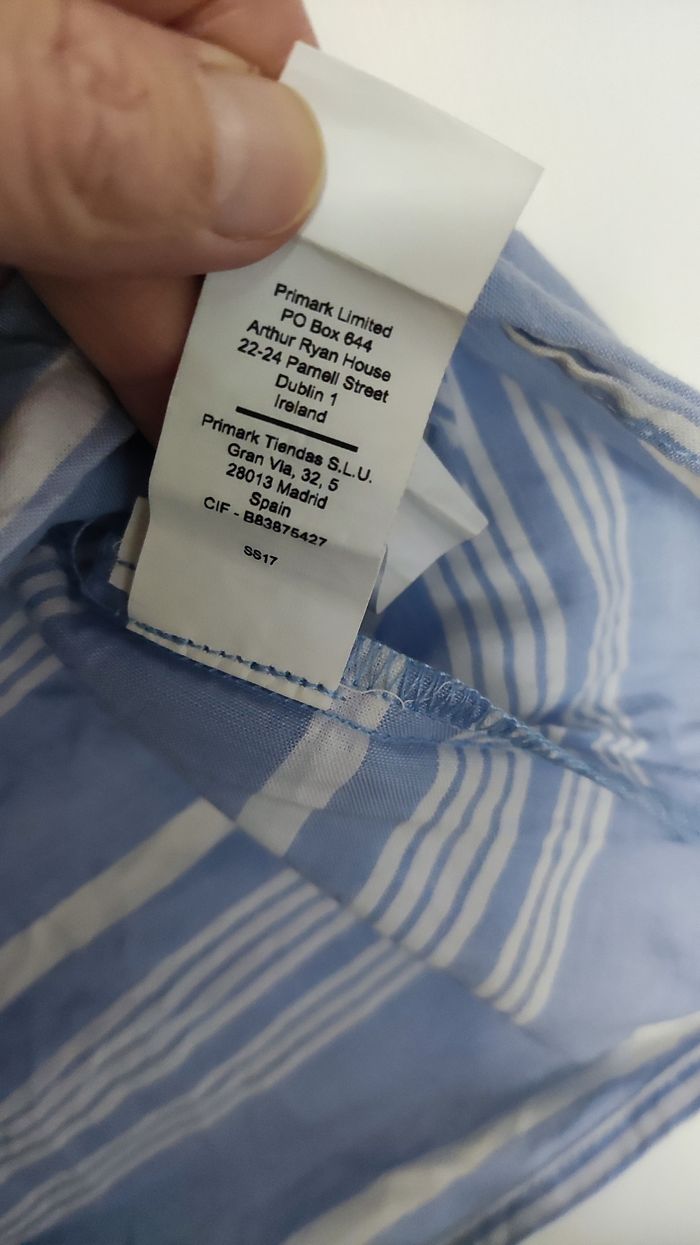 Primark Limited
PO Box 644
Arthur Ryan House
22-24 Parnell Street
Dublin 1
Ireland
Primark Tiendas S.L.U.
Gran Via, 32, 5
28013 Madrid
Spain
CIF - B83875427
SS17